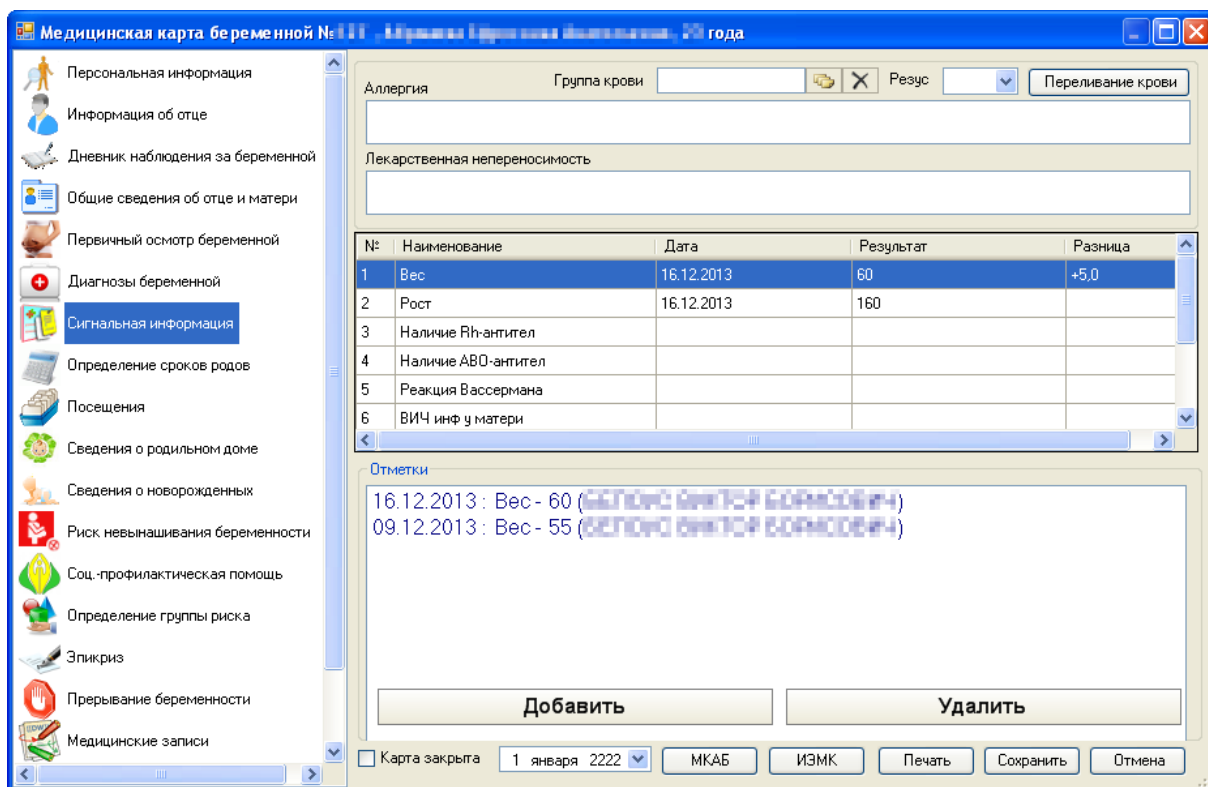 Медицинская карта беременной № года
Персональная информация
Информация об отце
Дневник наблюдения за беременной
Общие сведения об отце и матери
Первичный осмотр беременной
Диагнозы беременной
Сигнальная информация
Определение сроков родов
Посещения
Сведения о родильном доме
Сведения о новорожденных
Риск невынашивания беременности
Соц.-профилактическая помощь
Определение группы риска
Эпикриз
Прерывание беременности
Медицинские записи
Аллергия Группа крови Резус Переливание крови
Лекарственная непереносимость
№ Наименование Дата Результат Разница
1 Вес 16.12.2013 60 +5,0
2 Рост 16.12.2013 160
3 Наличие Rh-антител
4 Наличие АВО-антител
5 Реакция Вассермана
6 ВИЧ инф у матери
Отметки
16.12.2013 : Вес - 60 ( )
09.12.2013 : Вес - 55 ( )
Добавить Удалить
Карта закрыта 1 января 2222 МКАБ ИЭМК Печать Сохранить Отмена